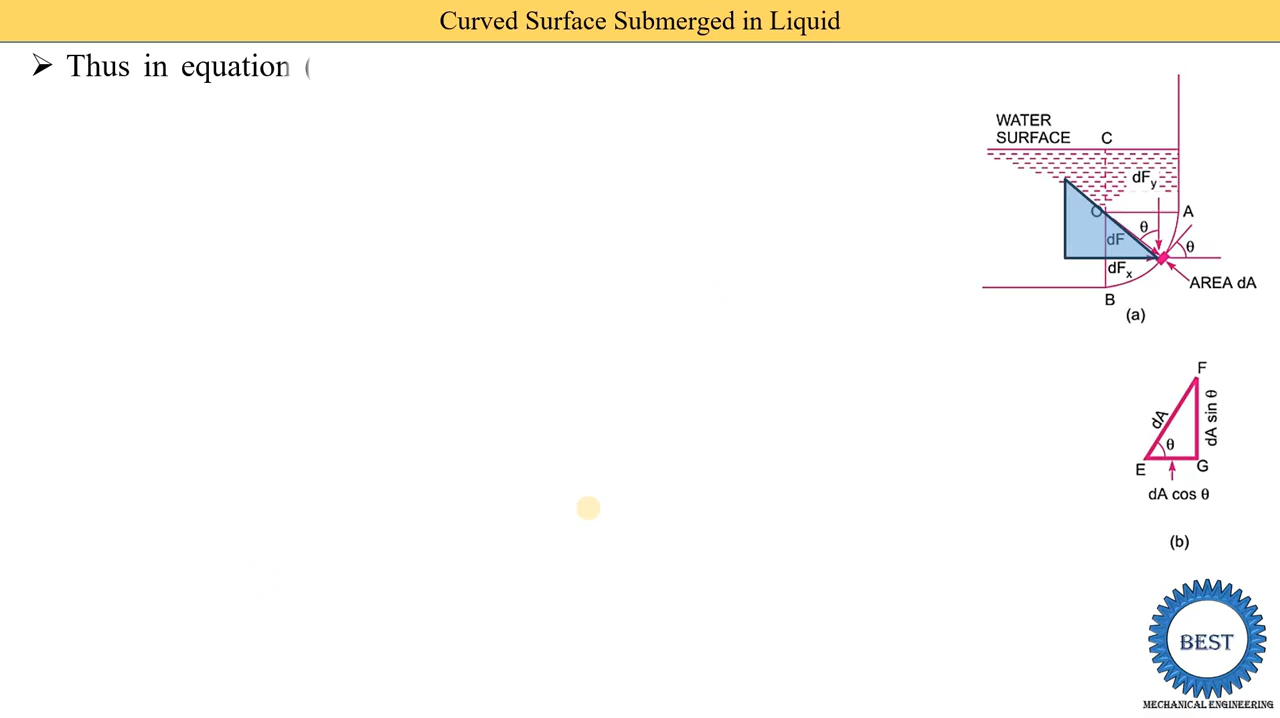 Curved Surface Submerged in Liquid
➢ Thus in equation (
WATER
SURFACE
C
dFy
O
A
θ
θ
dF
dFx
AREA dA
B
(a)
F
dA
dA sin θ
θ
E
G
dA cos θ
(b)
BEST
MECHANICAL ENGINEERING